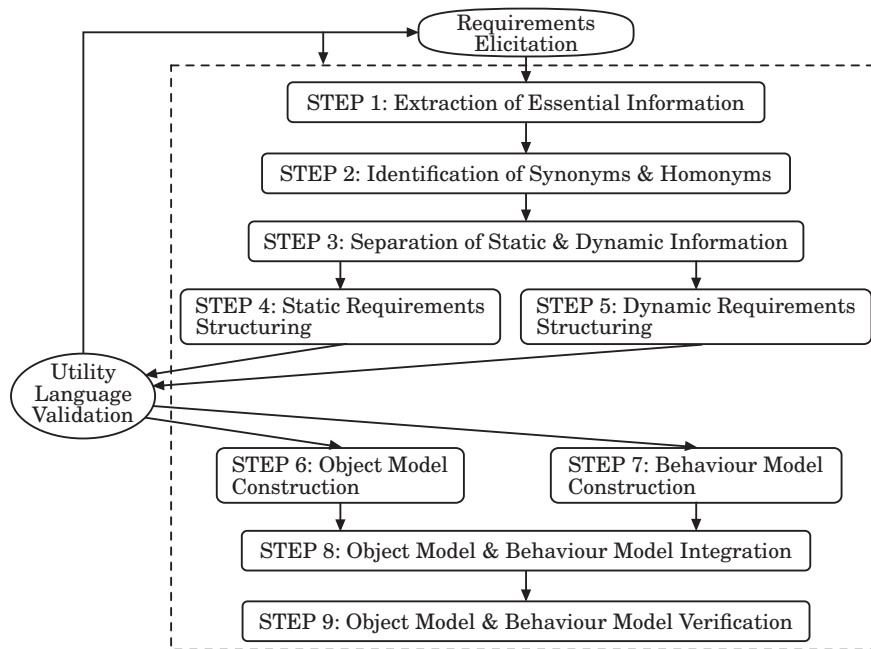 Requirements
Elicitation
STEP 1: Extraction of Essential Information
STEP 2: Identification of Synonyms & Homonyms
STEP 3: Separation of Static & Dynamic Information
STEP 4: Static Requirements
Structuring
STEP 5: Dynamic Requirements
Structuring
Utility
Language
Validation
STEP 6: Object Model
Construction
STEP 7: Behaviour Model
Construction
STEP 8: Object Model & Behaviour Model Integration
STEP 9: Object Model & Behaviour Model Verification